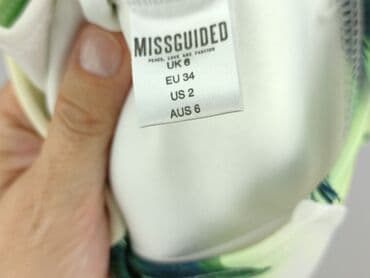 MISSGUIDED
PEACE, LOVE AND FASHION
UK 6
EU 34
US 2
AUS 6